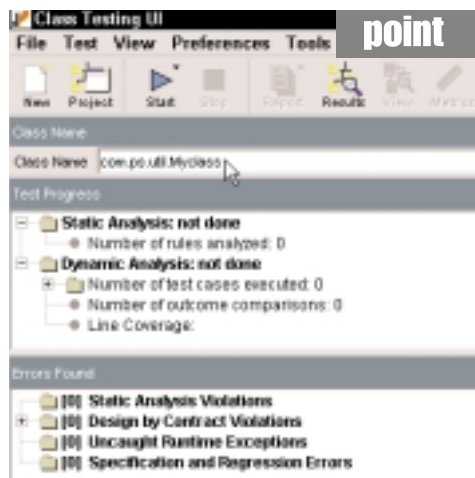 Class Testing UI
point
File Test View Preferences Tools
New Project Start Stop Report Results View Metrics
Class Name
Class Name com.ps.util.Myclass
Test Progress
Static Analysis: not done
Number of rules analyzed: 0
Dynamic Analysis: not done
Number of test cases executed: 0
Number of outcome comparisons: 0
Line Coverage:
Errors Found
[0] Static Analysis Violations
[0] Design by Contract Violations
[0] Uncaught Runtime Exceptions
[0] Specification and Regression Errors